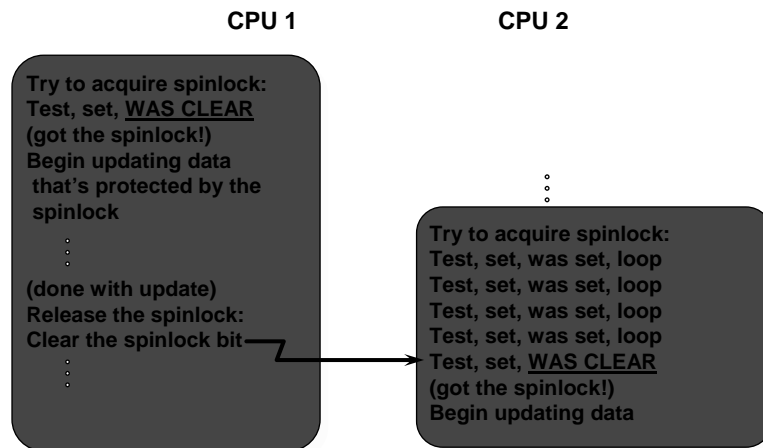 CPU 1
CPU 2
Try to acquire spinlock:
Test, set, WAS CLEAR
(got the spinlock!)
Begin updating data
that's protected by the
spinlock
(done with update)
Release the spinlock:
Clear the spinlock bit
Try to acquire spinlock:
Test, set, was set, loop
Test, set, was set, loop
Test, set, was set, loop
Test, set, was set, loop
Test, set, WAS CLEAR
(got the spinlock!)
Begin updating data